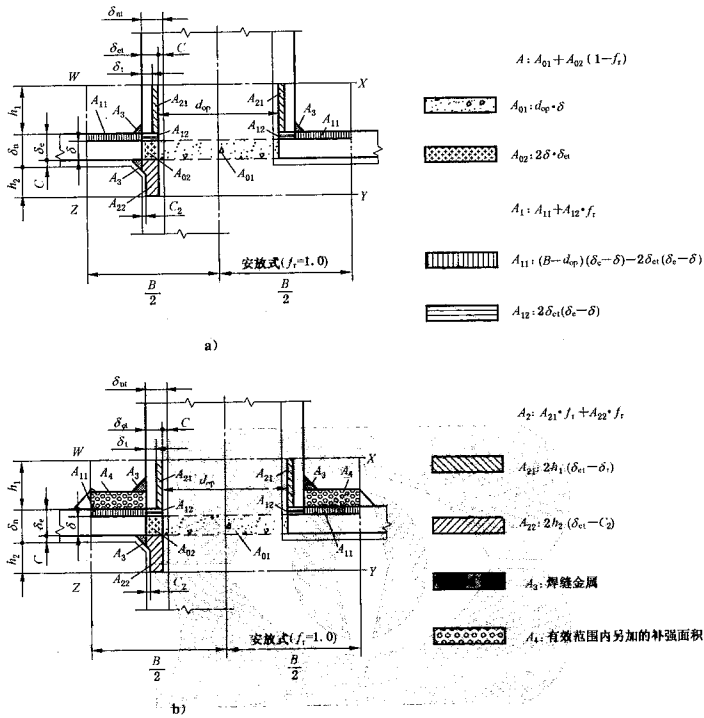 δnt
δet
C
δt
W
X
h1
A11
A3
A21
dop
A21
A3
A11
A12
A12
δn
δe
δ
C
A3
A02
A01
h2
A22
C2
Y
Z
安放式(fr=1.0)
B/2
B/2
a)
A:A01+A02(1-fr)
A01:dop·δ
A02:2δ·δet
A1:A11+A12·fr
A11:(B-dop)(δe-δ)-2δet(δe-δ)
A12:2δet(δe-δ)
δnt
δet
C
δt
W
X
h1
A11
A4
A3
A21
dop
A21
A3
A4
A12
A12
δn
δe
δ
C
A3
A02
A01
A11
h2
A22
C2
Y
Z
安放式(fr=1.0)
B/2
B/2
b)
A2:A21·fr+A22·fr
A21:2h1(δet-δt)
A22:2h2(δet-C2)
A3:焊缝金属
A4:有效范围内另加的补强面积